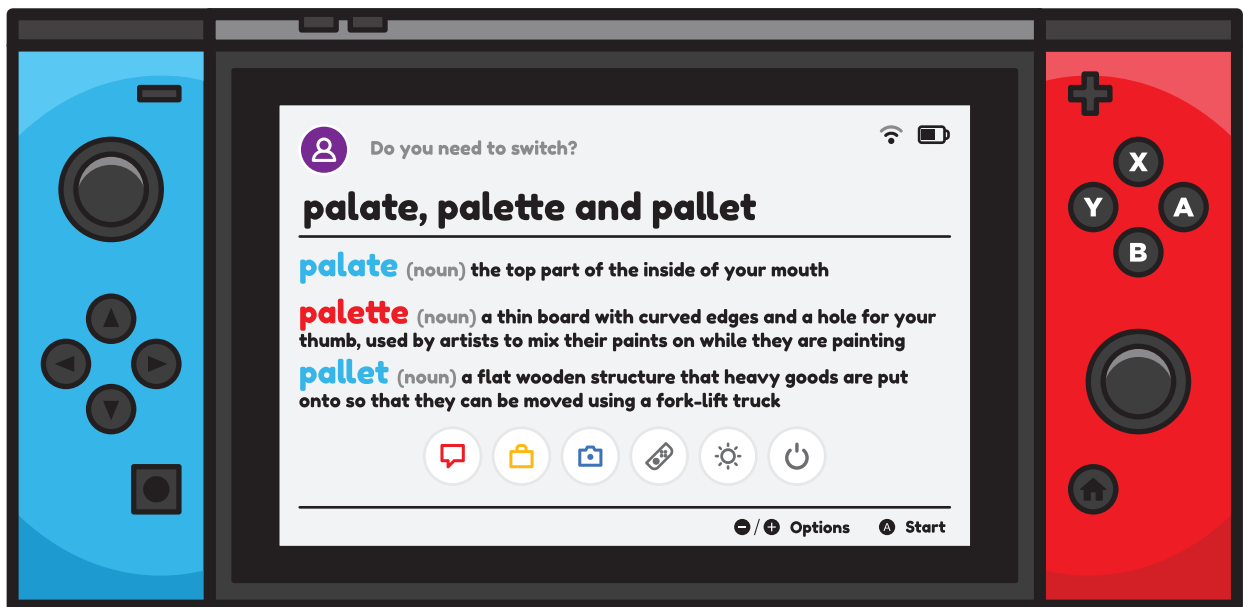 Do you need to switch?
palate, palette and pallet
palate (noun) the top part of the inside of your mouth
palette (noun) a thin board with curved edges and a hole for your
thumb, used by artists to mix their paints on while they are painting
pallet (noun) a flat wooden structure that heavy goods are put
onto so that they can be moved using a fork-lift truck
X
Y A
B
-/+ Options A Start